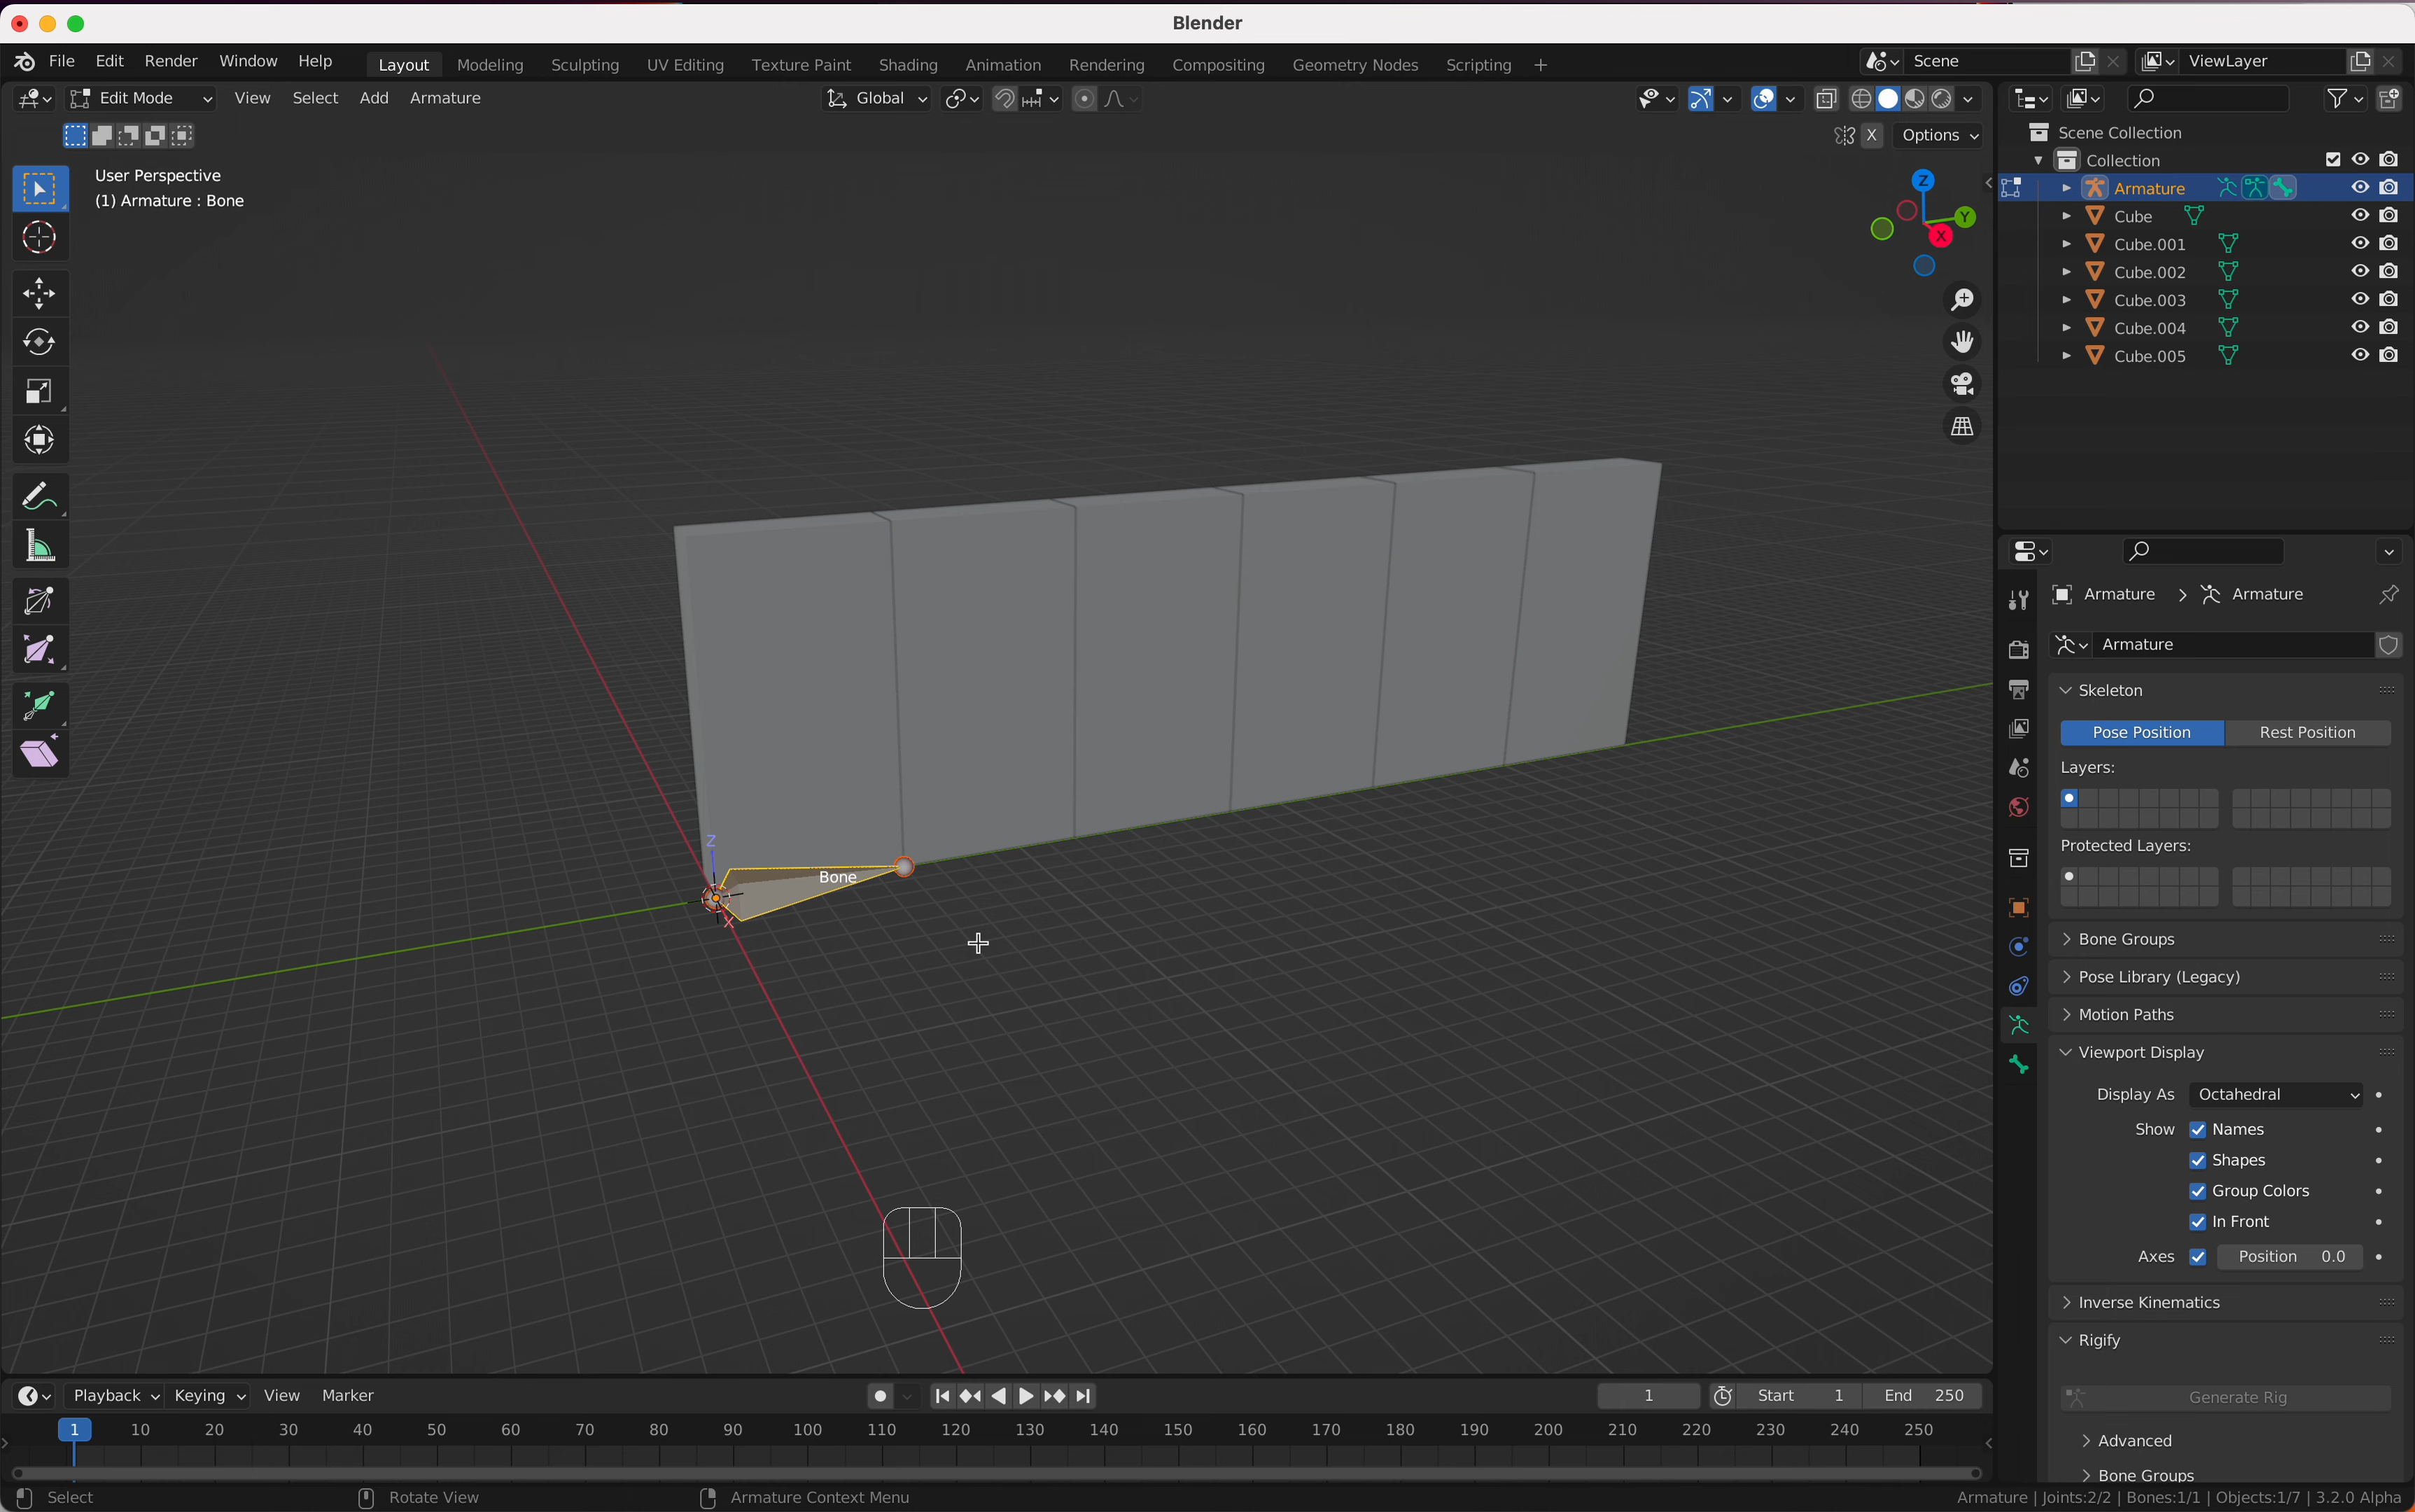 Blender
File Edit Render Window Help Layout Modeling Sculpting UV Editing Texture Paint Shading Animation Rendering Compositing Geometry Nodes Scripting + Scene ViewLayer
Edit Mode View Select Add Armature Global
X Options
User Perspective
(1) Armature : Bone
Z
Y
X
Z
Bone
X
Scene Collection
Collection
Armature
Cube
Cube.001
Cube.002
Cube.003
Cube.004
Cube.005
Armature > Armature
Armature
Skeleton
Pose Position Rest Position
Layers:
Protected Layers:
Bone Groups
Pose Library (Legacy)
Motion Paths
Viewport Display
Display As Octahedral
Show Names
Shapes
Group Colors
In Front
Axes Position 0.0
Inverse Kinematics
Rigify
Generate Rig
Advanced
Bone Groups
Playback Keying View Marker 1 Start 1 End 250
1 10 20 30 40 50 60 70 80 90 100 110 120 130 140 150 160 170 180 190 200 210 220 230 240 250
Select Rotate View Armature Context Menu Armature | Joints:2/2 | Bones:1/1 | Objects:1/7 | 3.2.0 Alpha